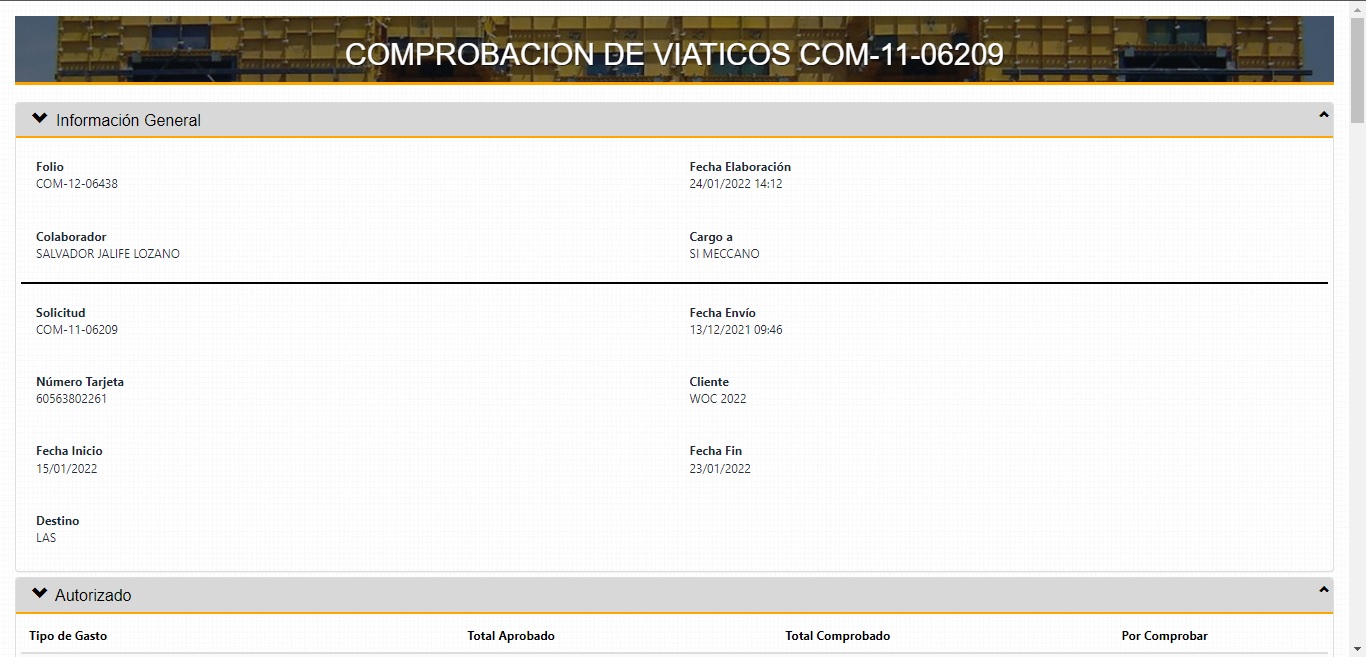 COMPROBACION DE VIATICOS COM-11-06209
Información General
Folio
COM-12-06438
Fecha Elaboración
24/01/2022 14:12
Colaborador
SALVADOR JALIFE LOZANO
Cargo a
SI MECCANO
Solicitud
COM-11-06209
Fecha Envío
13/12/2021 09:46
Número Tarjeta
60563802261
Cliente
WOC 2022
Fecha Inicio
15/01/2022
Fecha Fin
23/01/2022
Destino
LAS
Autorizado
Tipo de Gasto Total Aprobado Total Comprobado Por Comprobar